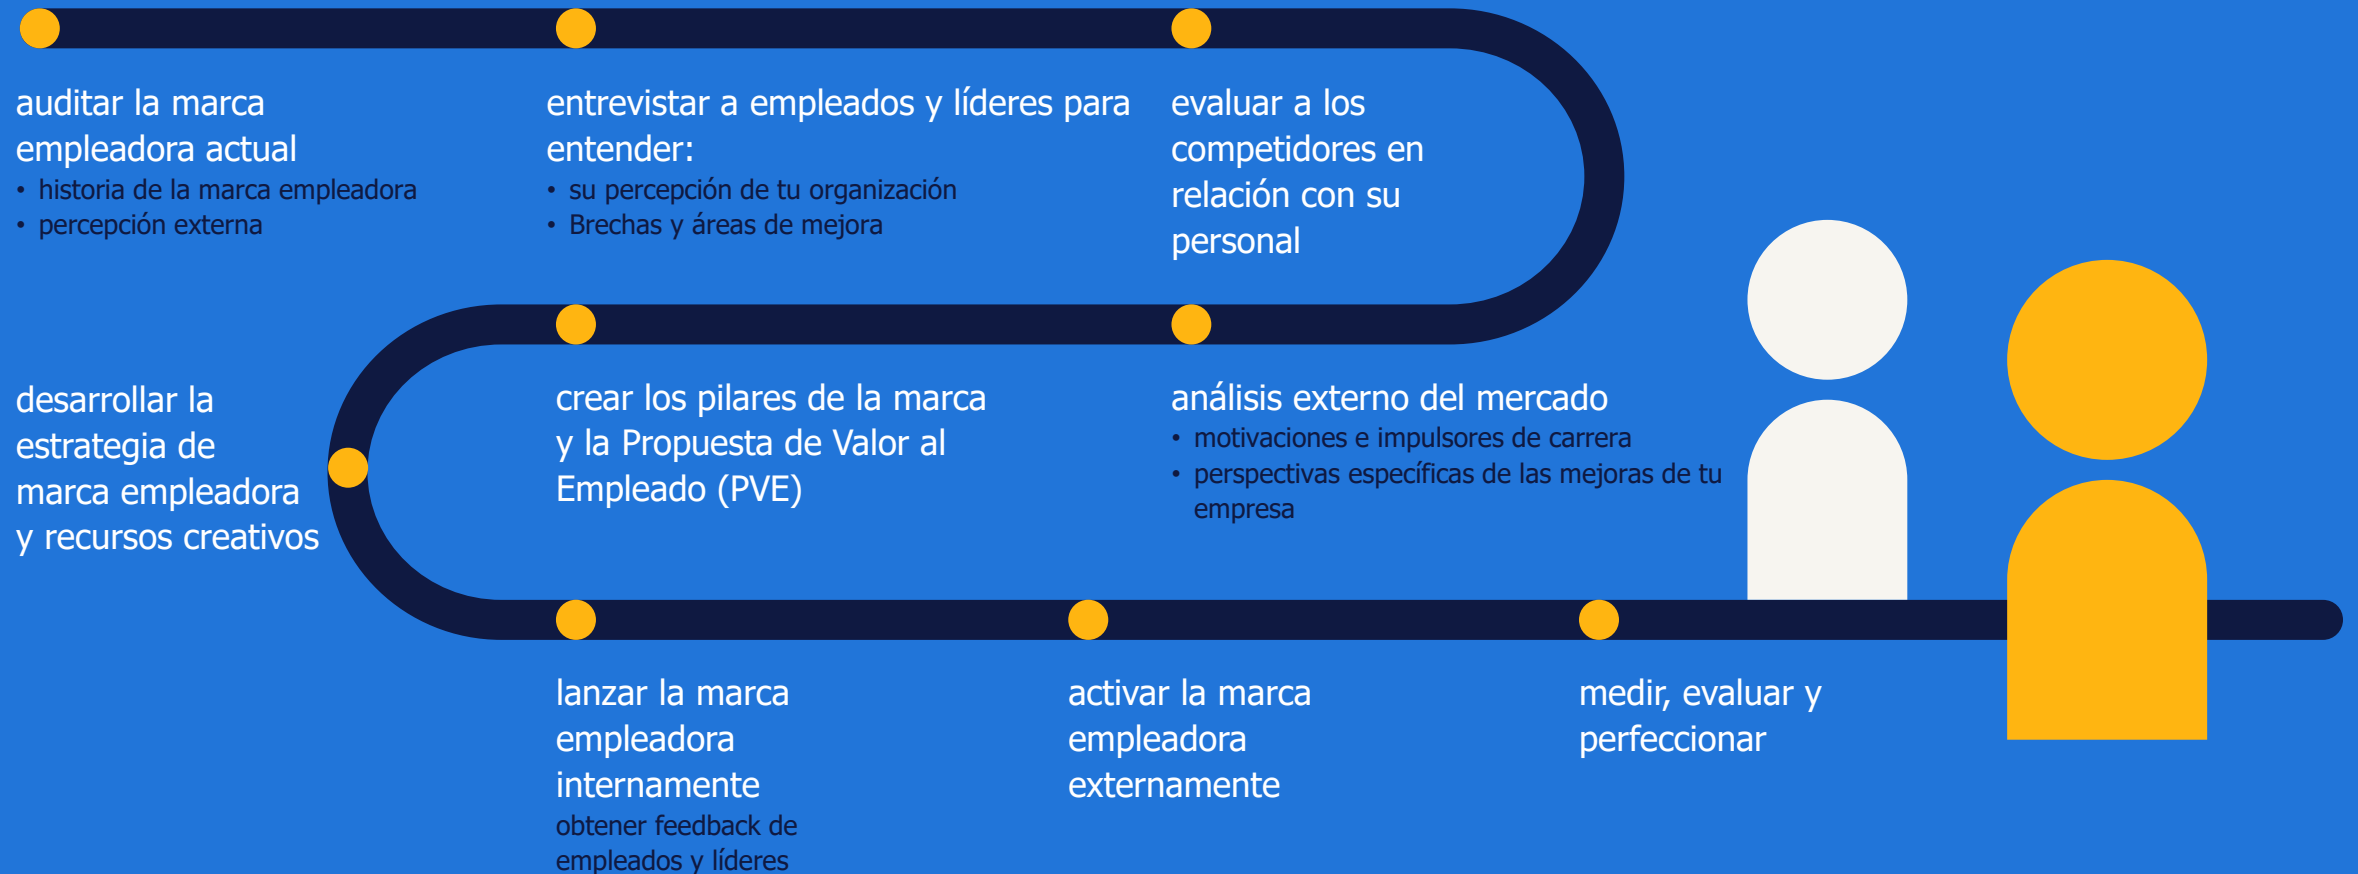 auditar la marca
empleadora actual
• historia de la marca empleadora
• percepción externa
entrevistar a empleados y líderes para
entender:
• su percepción de tu organización
• Brechas y áreas de mejora
evaluar a los
competidores en
relación con su
personal
análisis externo del mercado
• motivaciones e impulsores de carrera
• perspectivas específicas de las mejoras de tu
empresa
crear los pilares de la marca
y la Propuesta de Valor al
Empleado (PVE)
desarrollar la
estrategia de
marca empleadora
y recursos creativos
lanzar la marca
empleadora
internamente
obtener feedback de
empleados y líderes
activar la marca
empleadora
externamente
medir, evaluar y
perfeccionar